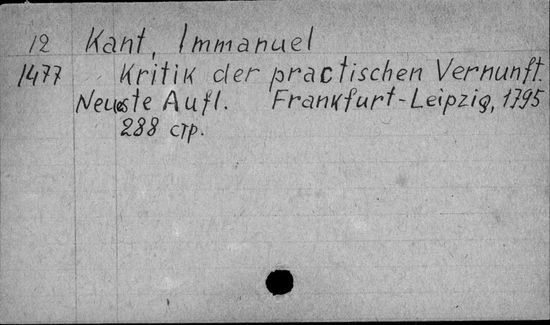 12 Kant, Immanuel
1477 Kritik der practischen Vernunft.
Neueste Aufl. Frankfurt-Leipzig, 1795
288 стр.